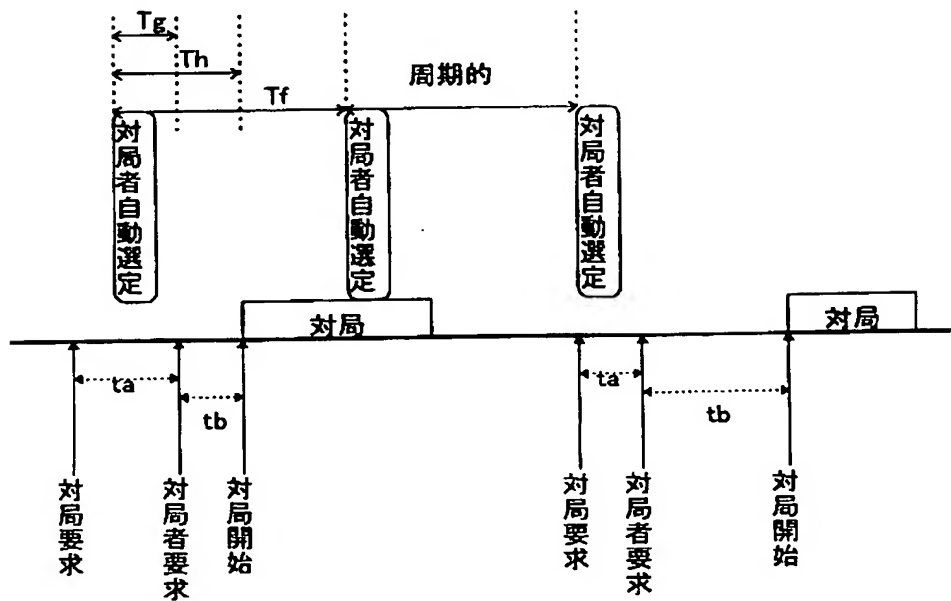 Tg
Th
Tf
周期的
対局者自動選定
対局者自動選定
対局者自動選定
対局
対局
ta
tb
ta
tb
対局要求
対局者要求
対局開始
対局要求
対局者要求
対局開始